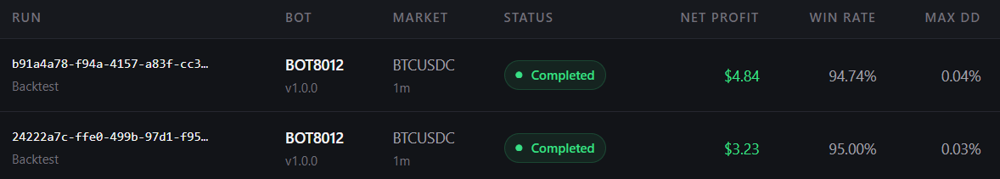 RUN BOT MARKET STATUS NET PROFIT WIN RATE MAX DD
b91a4a78-f94a-4157-a83f-cc3… BOT8012 BTCUSDC Completed $4.84 94.74% 0.04%
Backtest v1.0.0 1m
24222a7c-ffe0-499b-97d1-f95… BOT8012 BTCUSDC Completed $3.23 95.00% 0.03%
Backtest v1.0.0 1m